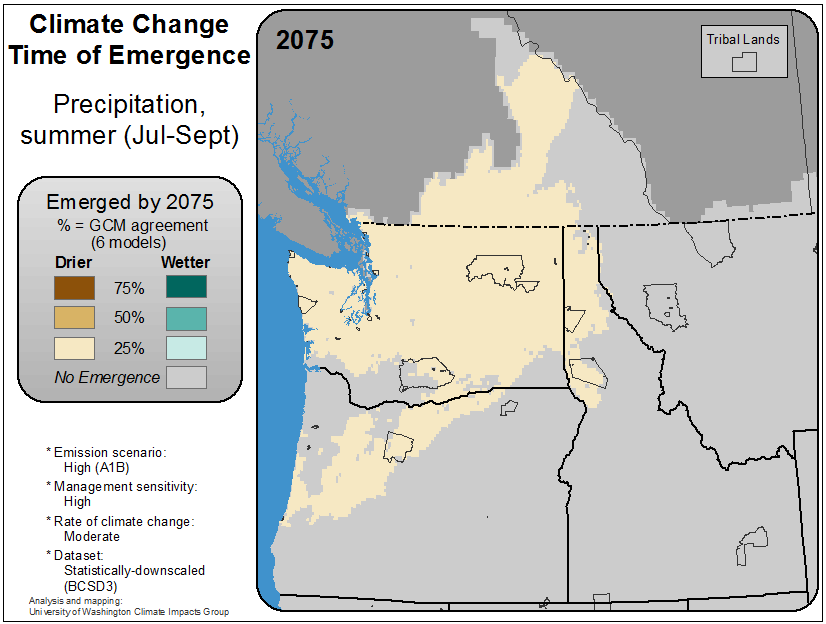 Climate Change
Time of Emergence
Precipitation,
summer (Jul-Sept)
Emerged by 2075
% = GCM agreement
(6 models)
Drier Wetter
75%
50%
25%
No Emergence
* Emission scenario:
High (A1B)
* Management sensitivity:
High
* Rate of climate change:
Moderate
* Dataset:
Statistically-downscaled
(BCSD3)
Analysis and mapping:
University of Washington Climate Impacts Group
2075
Tribal Lands